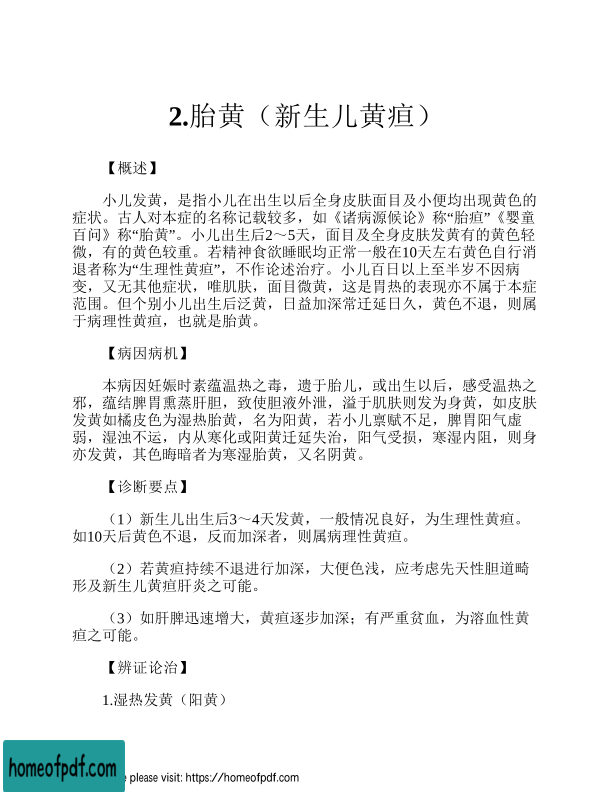 2.胎黄（新生儿黄疸）
【概述】
小儿发黄，是指小儿在出生以后全身皮肤面目及小便均出现黄色的
症状。古人对本症的名称记载较多，如《诸病源候论》称“胎疸”《婴童
百问》称“胎黄”。小儿出生后2～5天，面目及全身皮肤发黄有的黄色轻
微，有的黄色较重。若精神食欲睡眠均正常一般在10天左右黄色自行消
退者称为“生理性黄疸”，不作论述治疗。小儿百日以上至半岁不因病
变，又无其他症状，唯肌肤，面目微黄，这是胃热的表现亦不属于本症
范围。但个别小儿出生后泛黄，日益加深常迁延日久，黄色不退，则属
于病理性黄疸，也就是胎黄。
【病因病机】
本病因妊娠时素蕴温热之毒，遗于胎儿，或出生以后，感受温热之
邪，蕴结脾胃熏蒸肝胆，致使胆液外泄，溢于肌肤则发为身黄，如皮肤
发黄如橘皮色为湿热胎黄，名为阳黄，若小儿禀赋不足，脾胃阳气虚
弱，湿浊不运，内从寒化或阳黄迁延失治，阳气受损，寒湿内阻，则身
亦发黄，其色晦暗者为寒湿胎黄，又名阴黄。
【诊断要点】
（1）新生儿出生后3～4天发黄，一般情况良好，为生理性黄疸。
如10天后黄色不退，反而加深者，则属病理性黄疸。
（2）若黄疸持续不退进行加深，大便色浅，应考虑先天性胆道畸
形及新生儿黄疸肝炎之可能。
（3）如肝脾迅速增大，黄疸逐步加深；有严重贫血，为溶血性黄
疸之可能。
【辨证论治】
1.湿热发黄（阳黄）
homeofpdf.com
e please visit: https://homeofpdf.com